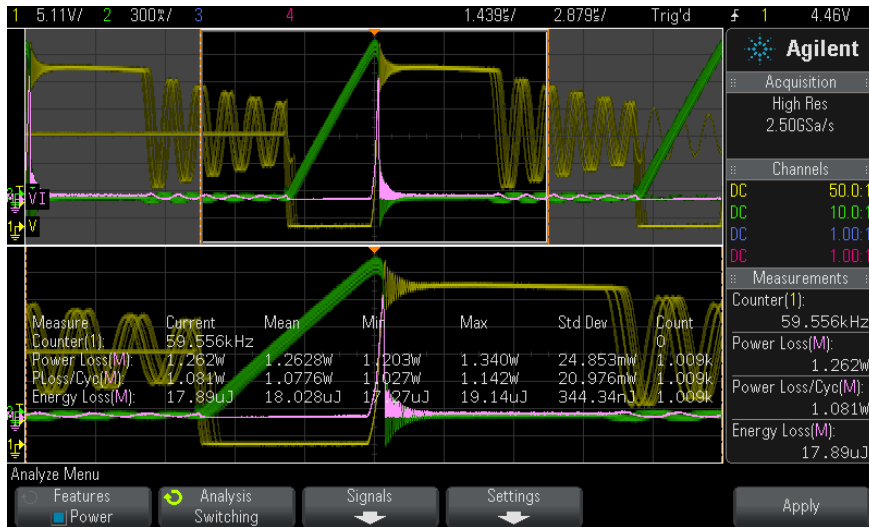 1 5.11V/ 2 300%/ 3 4 1.439s/ 2.879s/ Trig'd 1 4.46V
Agilent
Acquisition
High Res
2.50GSa/s
Channels
DC 50.0:1
DC 10.0:1
DC 1.00:1
DC 1.00:1
Measurements
Counter(1):
59.556kHz
Power Loss(M):
1.262W
Power Loss/Cyc(M):
1.081W
Energy Loss(M):
17.89uJ
VI
V
Measure Current Mean Min Max Std Dev Count
Counter(1): 59.556kHz 0
Power Loss(M): 1.262W 1.2628W 1.203W 1.340W 24.853mW 1.009k
PLoss/Cyc(M): 1.081W 1.0776W 1.027W 1.142W 20.976mW 1.009k
Energy Loss(M): 17.89uJ 18.028uJ 19.14uJ 344.34nJ 1.009k
Analyze Menu
Features
Power
Analysis
Switching
Signals
Settings
Apply